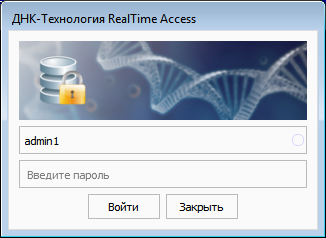 ДНК-Технология RealTime Access
admin1
Введите пароль
Войти Закрыть